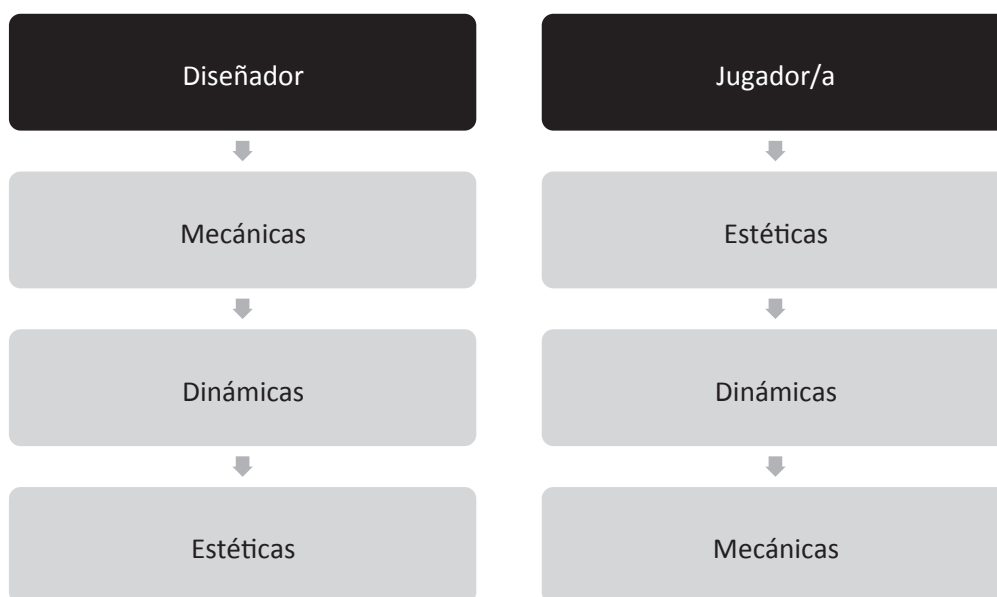 Diseñador
Mecánicas
Dinámicas
Estéticas
Jugador/a
Estéticas
Dinámicas
Mecánicas